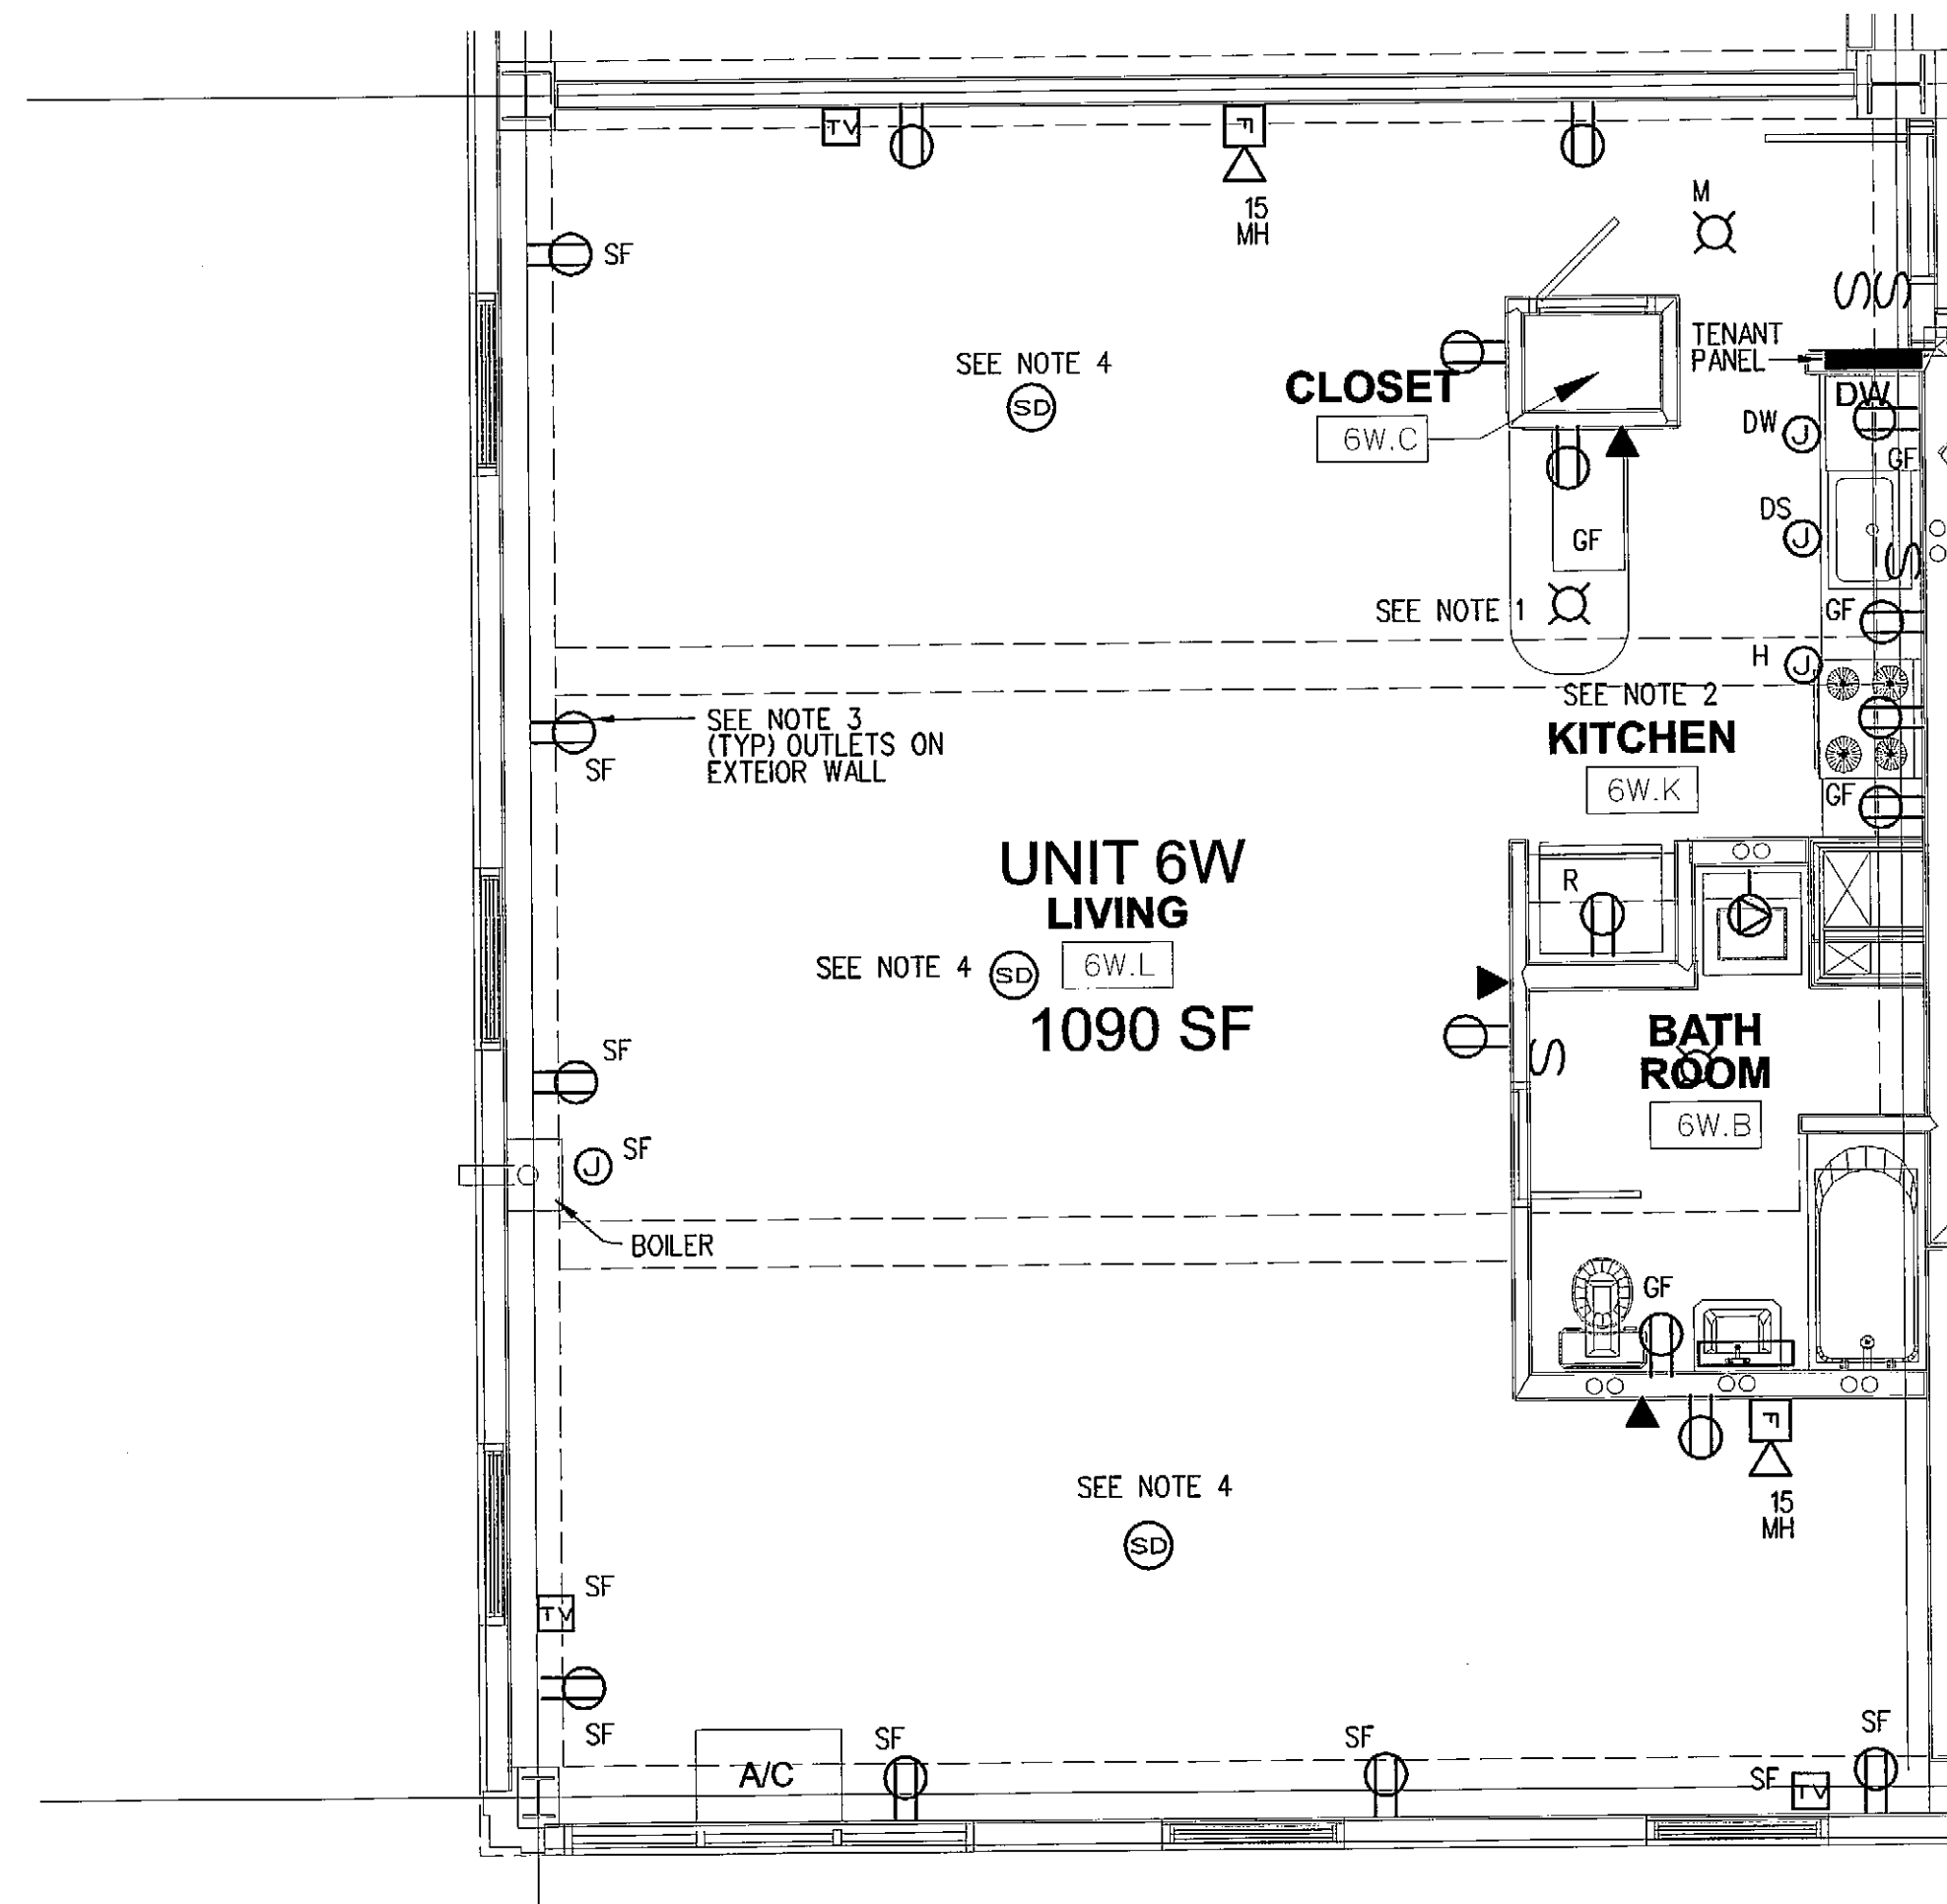 TV
F
15
MH
M
SF
SS
SEE NOTE 4
SD
TENANT
PANEL
CLOSET
6W.C
DW
DW
J
GF
DS
J
S
GF
SEE NOTE 1
GF
H
J
SEE NOTE 2
KITCHEN
6W.K
GF
SEE NOTE 3
(TYP) OUTLETS ON
EXTEIOR WALL
SF
UNIT 6W
LIVING
SEE NOTE 4
SD
6W.L
1090 SF
R
S
BATH
ROOM
6W.B
SF
J
SF
BOILER
GF
F
15
MH
SEE NOTE 4
SD
SF
TV
SF
A/C
SF
SF
SF
SF
TV